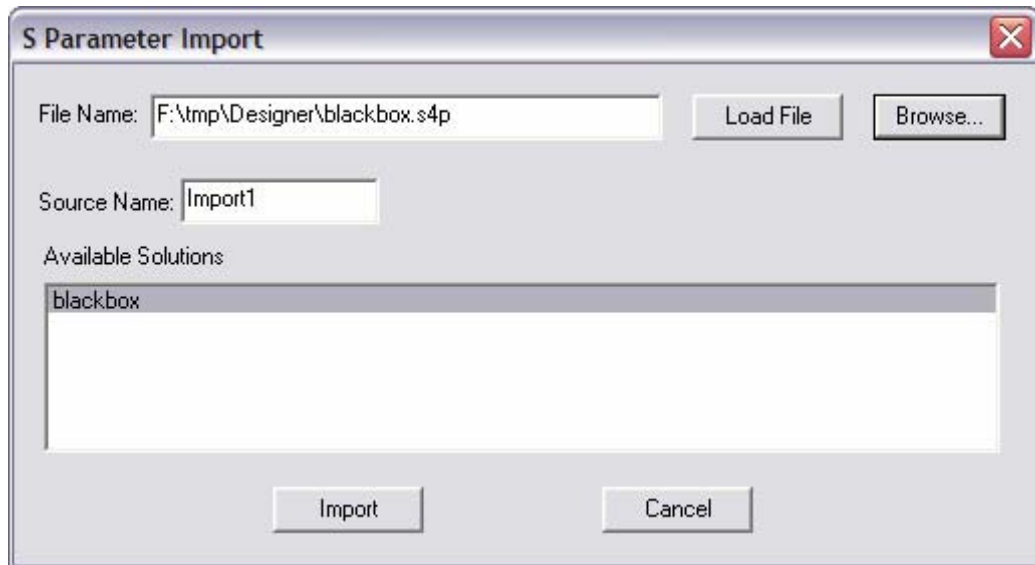 S Parameter Import
File Name: F:\tmp\Designer\blackbox.s4p Load File Browse...
Source Name: Import1
Available Solutions
blackbox
Import Cancel